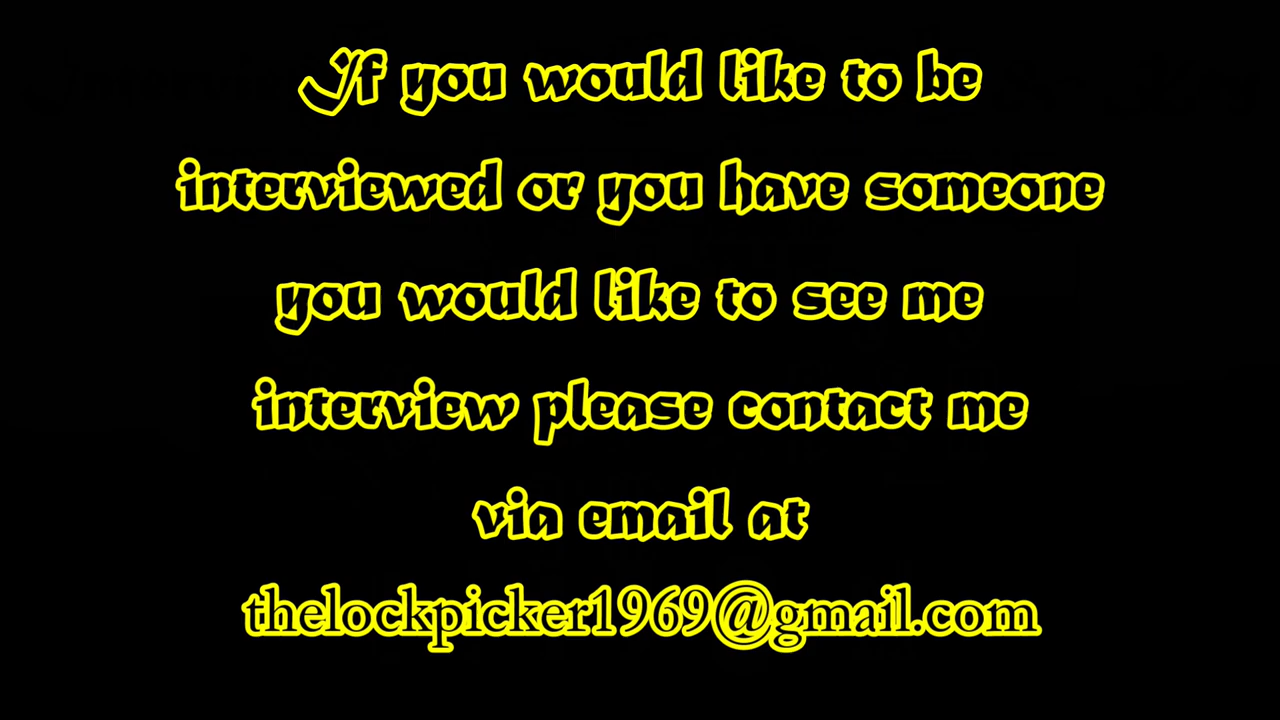 If you would like to be
interviewed or you have someone
you would like to see me
interview please contact me
via email at
thelockpicker1969@gmail.com